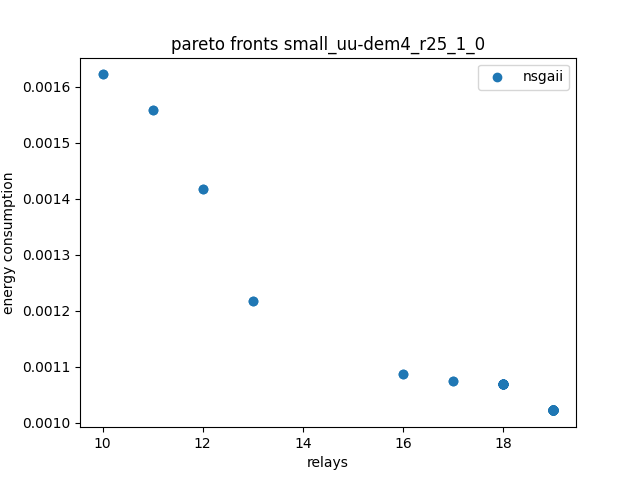 pareto fronts small_uu-dem4_r25_1_0
nsgaii
energy consumption
0.0016
0.0015
0.0014
0.0013
0.0012
0.0011
0.0010
10 12 14 16 18
relays